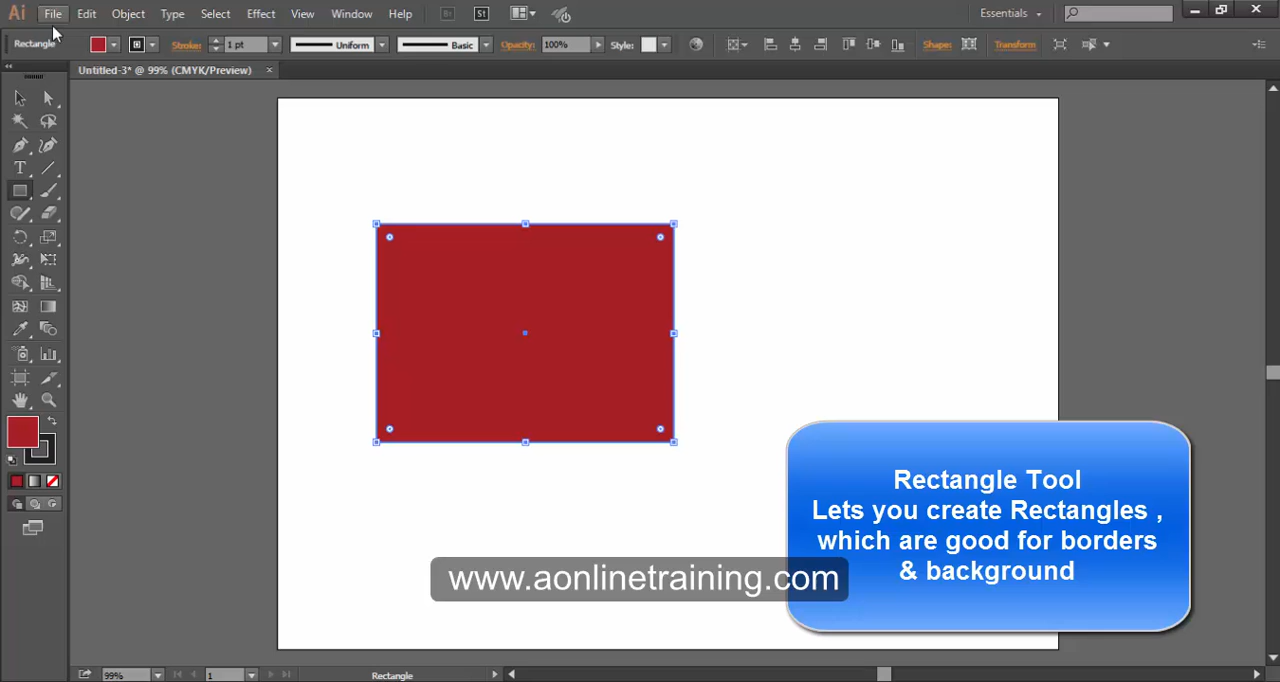 Ai File Edit Object Type Select Effect View Window Help Br St Essentials
Rectangle Stroke: 1 pt Uniform Basic Opacity: 100% Style: Shape: Transform
Untitled-3* @ 99% (CMYK/Preview) ×
T
Rectangle Tool
Lets you create Rectangles ,
which are good for borders
& background
www.aonlinetraining.com
99% 1 Rectangle